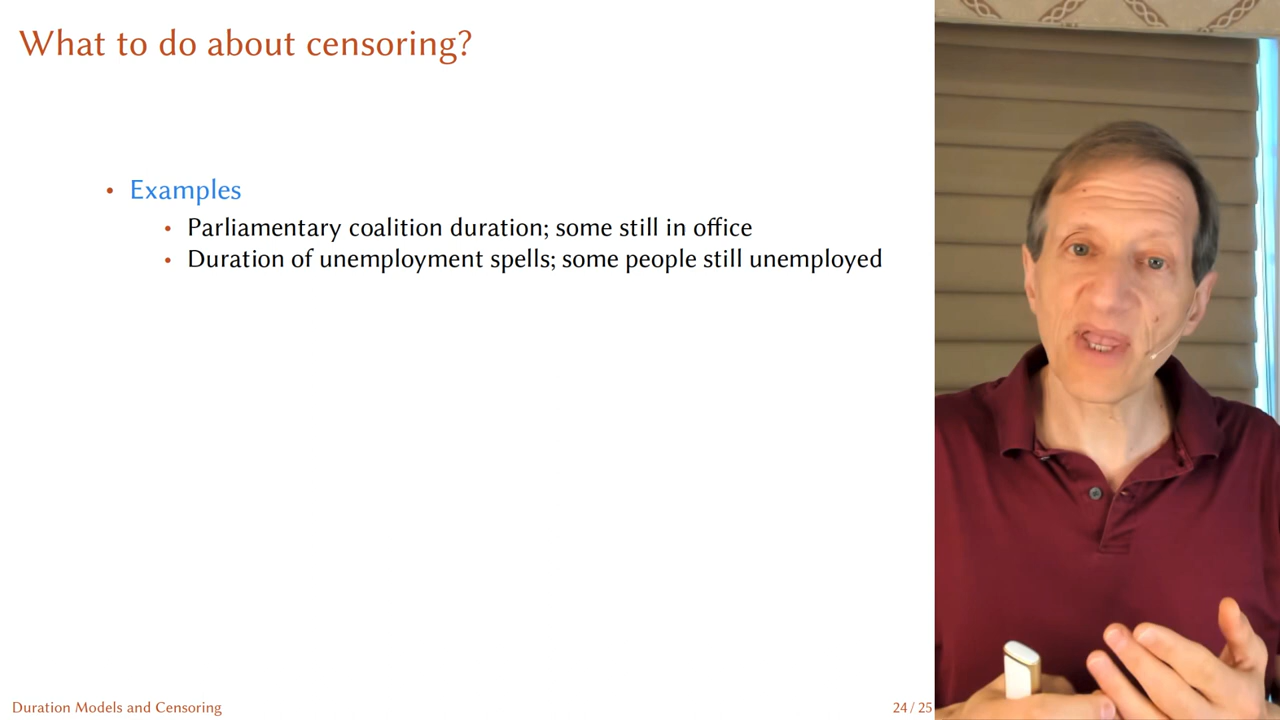 What to do about censoring?
• Examples
• Parliamentary coalition duration; some still in office
• Duration of unemployment spells; some people still unemployed
Duration Models and Censoring
24 / 25